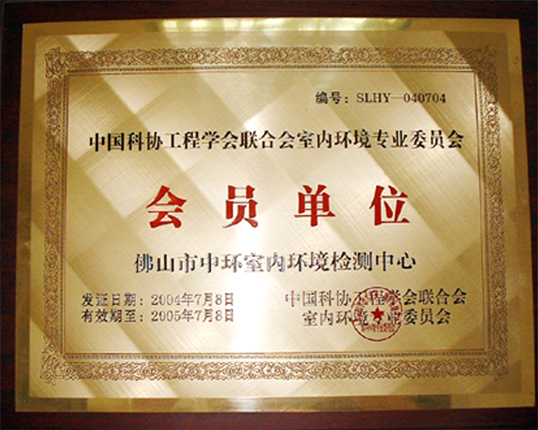 编号：SLHY—040704
中国科协工程学会联合会室内环境专业委员会
会员单位
佛山市中环室内环境检测中心
发证日期：2004年7月8日
有效期至：2005年7月8日
中国科协工程学会联合会
室内环境专业委员会